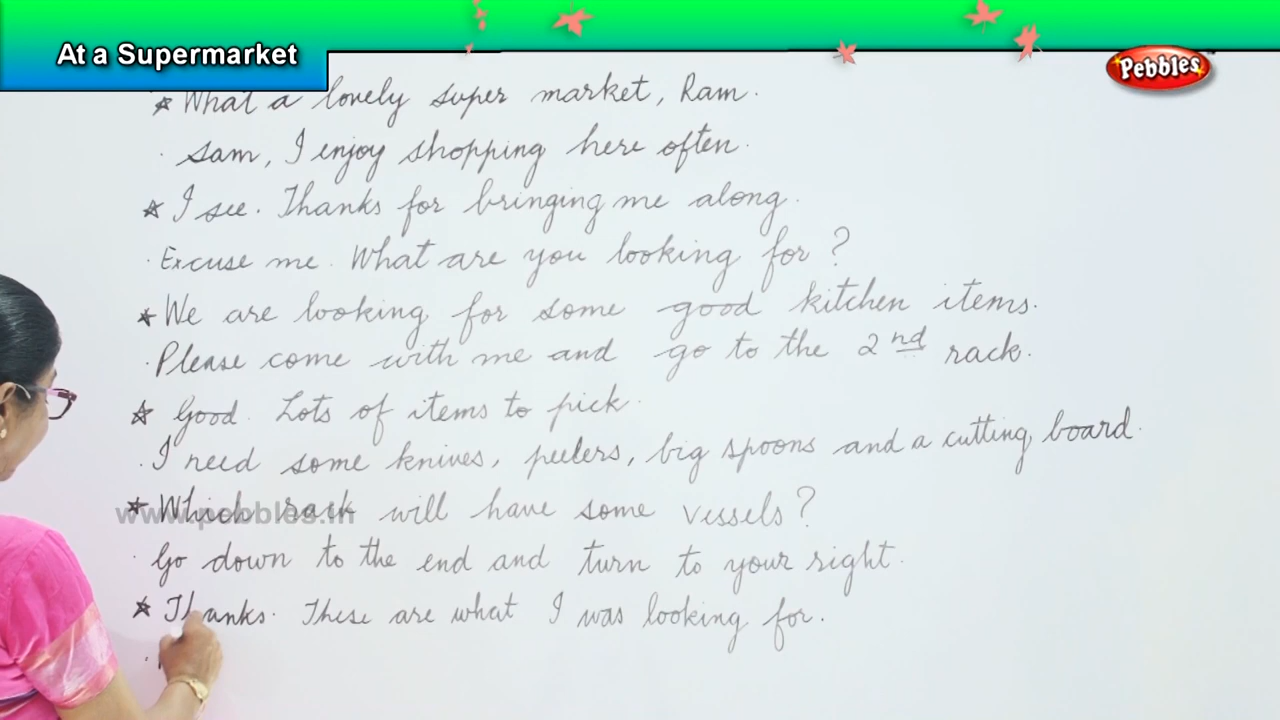 At a Supermarket
Pebbles
★ What a lovely super market, Ram.
· Sam, I enjoy shopping here often.
★ I see. Thanks for bringing me along.
· Excuse me. What are you looking for?
★ We are looking for some good kitchen items.
· Please come with me and go to the 2nd rack.
★ Good. Lots of items to pick.
· I need some knives, peelers, big spoons and a cutting board.
★ Which rack will have some vessels?
www.pebbles.in
· Go down to the end and turn to your right.
★ Thanks. These are what I was looking for.